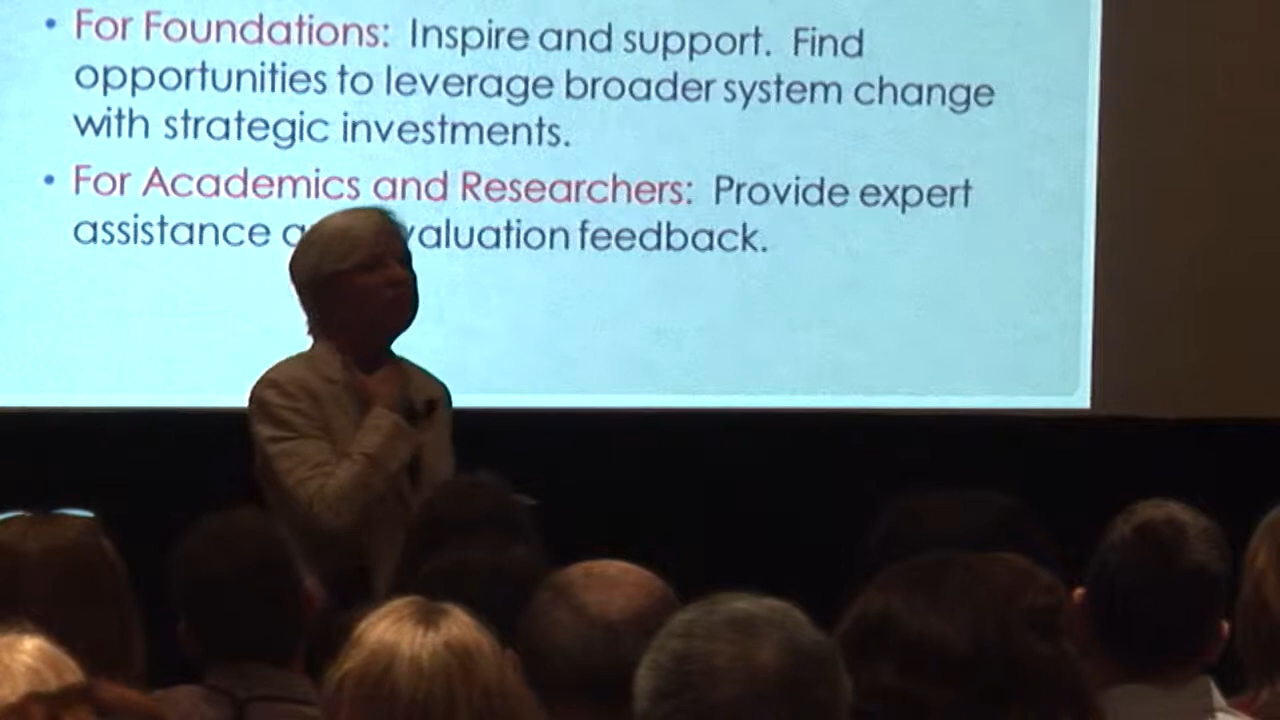 • For Foundations: Inspire and support. Find
opportunities to leverage broader system change
with strategic investments.
• For Academics and Researchers: Provide expert
assistance valuation feedback.